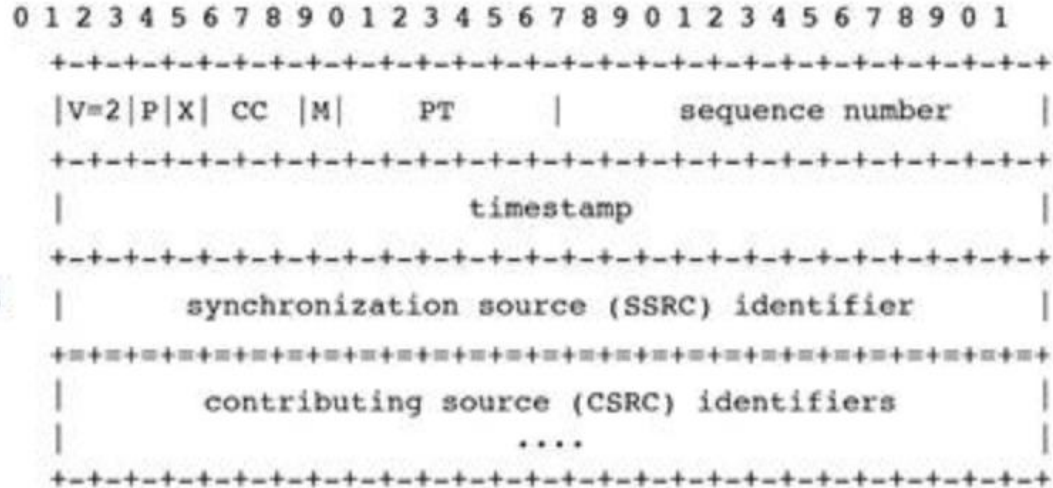 0 1 2 3 4 5 6 7 8 9 0 1 2 3 4 5 6 7 8 9 0 1 2 3 4 5 6 7 8 9 0 1
+-+-+-+-+-+-+-+-+-+-+-+-+-+-+-+-+-+-+-+-+-+-+-+-+-+-+-+-+-+-+-+
|V=2|P|X| CC |M| PT | sequence number |
+-+-+-+-+-+-+-+-+-+-+-+-+-+-+-+-+-+-+-+-+-+-+-+-+-+-+-+-+-+-+-+
| timestamp |
+-+-+-+-+-+-+-+-+-+-+-+-+-+-+-+-+-+-+-+-+-+-+-+-+-+-+-+-+-+-+-+
| synchronization source (SSRC) identifier |
+=+=+=+=+=+=+=+=+=+=+=+=+=+=+=+=+=+=+=+=+=+=+=+=+=+=+=+=+=+=+=+
| contributing source (CSRC) identifiers |
| .... |
+-+-+-+-+-+-+-+-+-+-+-+-+-+-+-+-+-+-+-+-+-+-+-+-+-+-+-+-+-+-+-+